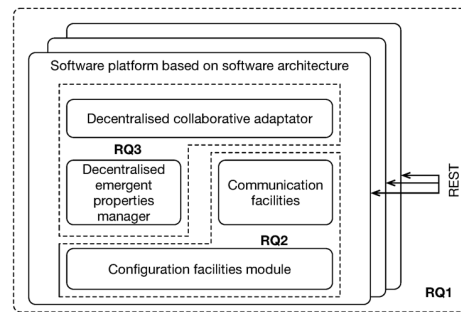 Software platform based on software architecture
Decentralised collaborative adaptator
RQ3
Decentralised
emergent
properties
manager
Communication
facilities
RQ2
Configuration facilities module
REST
RQ1